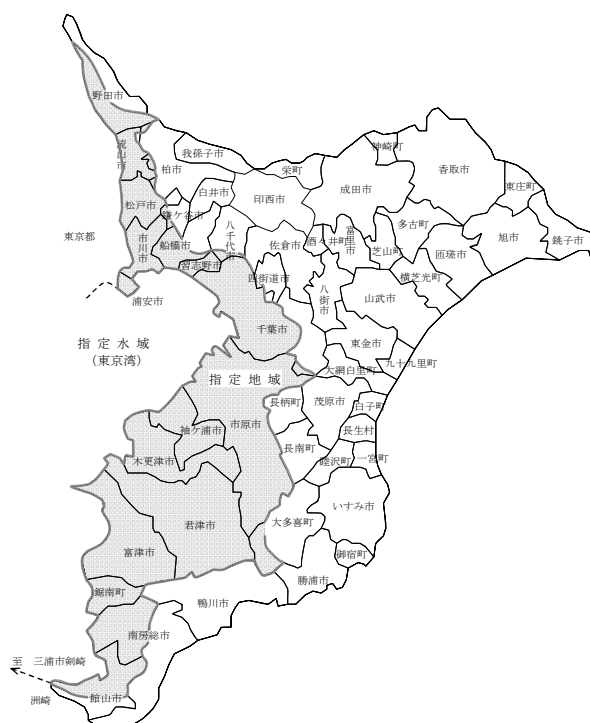 野田市
流山市
柏市
我孫子市
栄町
神崎町
香取市
東庄町
松戸市
鎌ケ谷市
白井市
印西市
成田市
多古町
旭市
銚子市
東京都
市川市
船橋市
八千代市
佐倉市
酒々井町
富里市
芝山町
匝瑳市
習志野市
四街道市
八街市
横芝光町
山武市
浦安市
千葉市
東金市
指定水域
(東京湾)
大網白里町
九十九里町
指定地域
長柄町
茂原市
白子町
袖ケ浦市
市原市
長生村
木更津市
長南町
睦沢町
一宮町
君津市
大多喜町
いすみ市
富津市
御宿町
鋸南町
勝浦市
鴨川市
南房総市
至 三浦市剣崎
洲崎
館山市